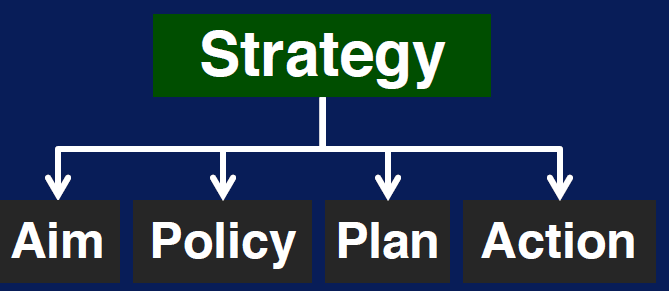 Strategy
Aim Policy Plan Action